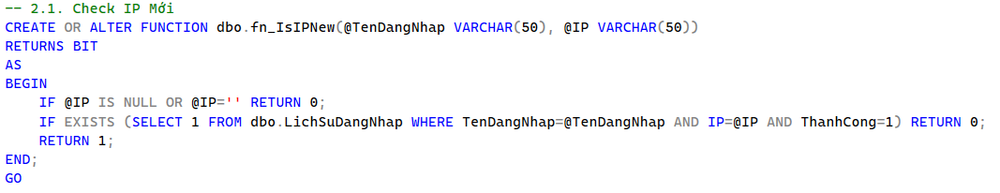 -- 2.1. Check IP Mới
CREATE OR ALTER FUNCTION dbo.fn_IsIPNew(@TenDangNhap VARCHAR(50), @IP VARCHAR(50))
RETURNS BIT
AS
BEGIN
    IF @IP IS NULL OR @IP='' RETURN 0;
    IF EXISTS (SELECT 1 FROM dbo.LichSuDangNhap WHERE TenDangNhap=@TenDangNhap AND IP=@IP AND ThanhCong=1) RETURN 0;
    RETURN 1;
END;
GO